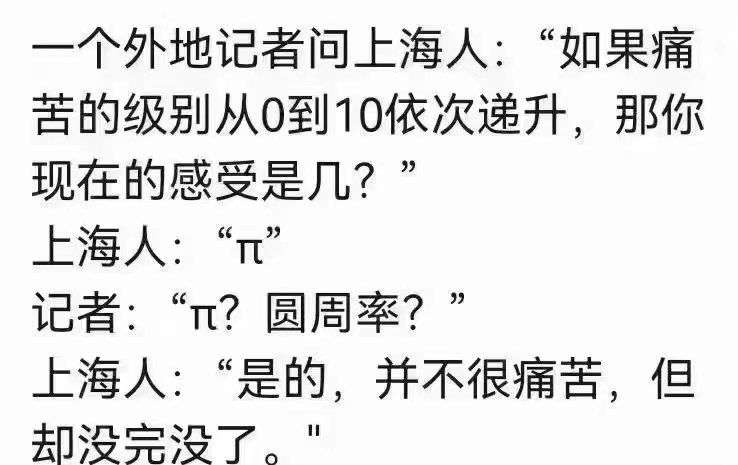 一个外地记者问上海人：“如果痛
苦的级别从0到10依次递升，那你
现在的感受是几？”
上海人：“π”
记者：“π？圆周率？”
上海人：“是的，并不很痛苦，但
却没完没了。"